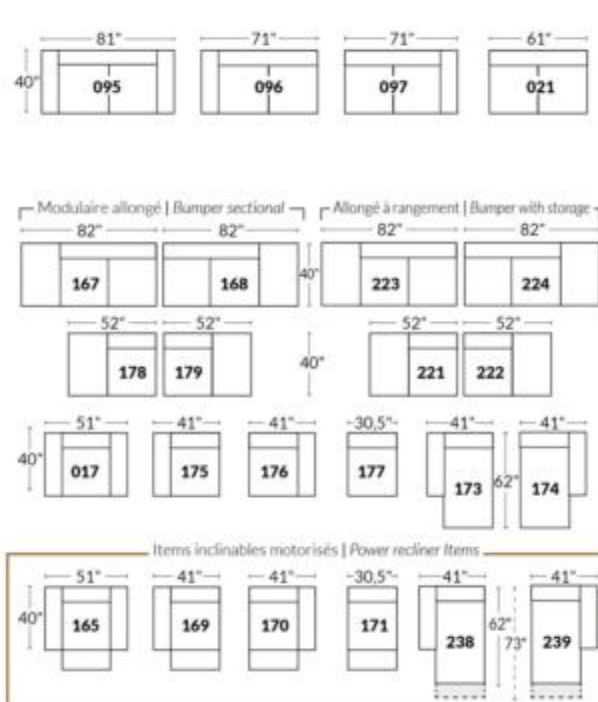 81" 71" 71" 61"
40" 095 096 097 021
Modulaire allongé | Bumper sectional Allongé à rangement | Bumper with storage
82" 82" 82" 82"
167 168 40" 223 224
52" 52" 52" 52"
178 179 40" 221 222
51" 41" 41" 30,5" 41" 41"
40" 017 175 176 177 173 62" 174
Items inclinables motorisés | Power recliner Items
51" 41" 41" 30,5" 41" 41"
40" 165 169 170 171 238 62" 73" 239